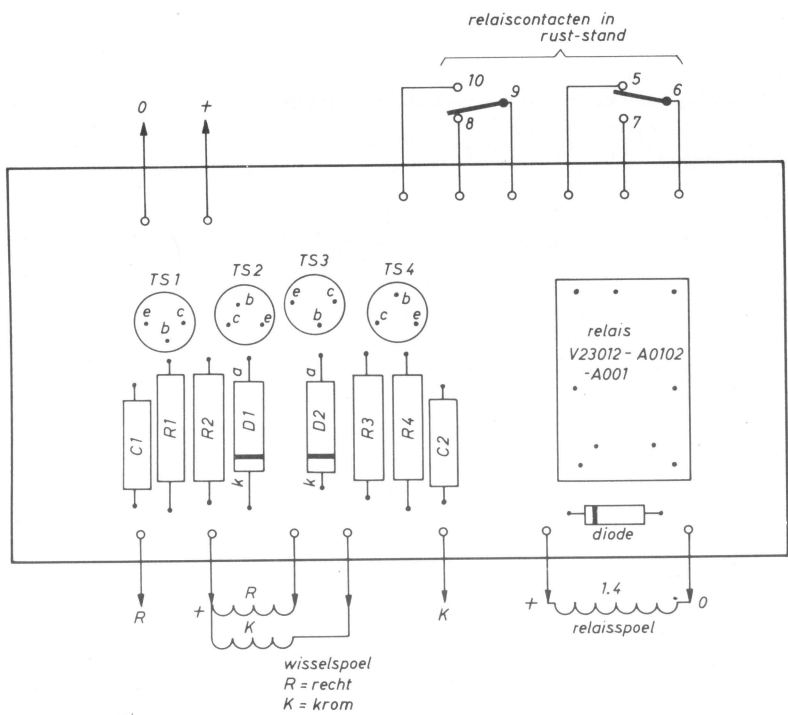 relaiscontacten in
rust-stand
10
9
8
5
6
7
0
+
TS1
TS2
TS3
TS4
e c
b
b
c e
e c
b
b
c e
relais
V23012 - A0102
-A001
a
a
C1
R1
R2
D1
D2
R3
R4
C2
k
k
diode
R
+
R
K
K
+
1.4
0
relaisspoel
wisselspoel
R = recht
K = krom